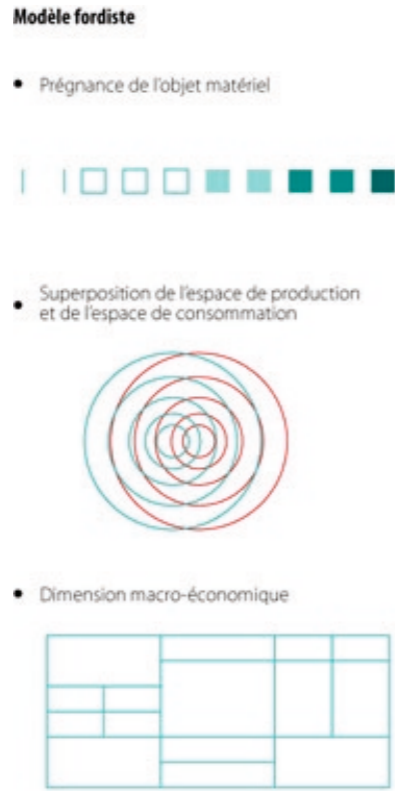 Modèle fordiste
• Prégnance de l'objet matériel
• Superposition de l'espace de production
et de l'espace de consommation
• Dimension macro-économique